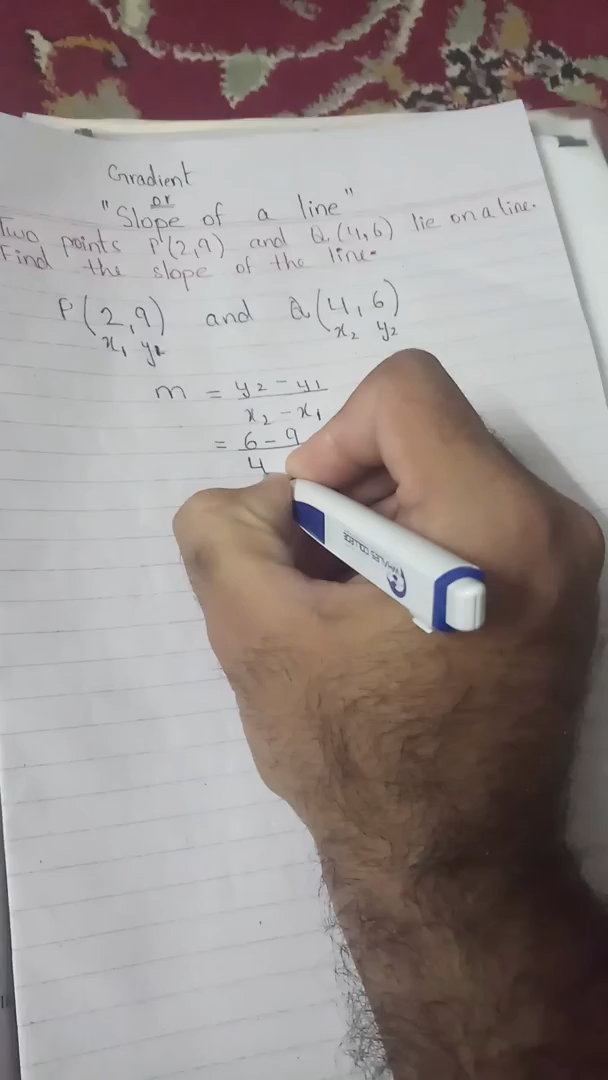 Gradient
or
"Slope of a line"
Two points P(2,9) and Q(4,6) lie on a line.
Find the slope of the line.
P(2,9) and Q(4,6)
x₁ y₁ x₂ y₂
m = y₂ - y₁
x₂ - x₁
= 6 - 9
4